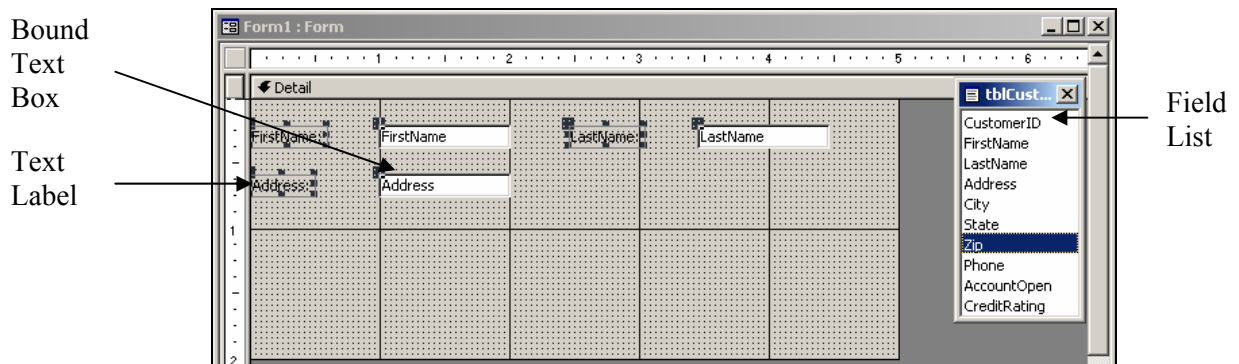 Bound
Text
Box
Text
Label
Form1 : Form
1 2 3 4 5 6
Detail
FirstName: FirstName LastName: LastName
Address: Address
1
2
tblCust...
CustomerID
FirstName
LastName
Address
City
State
Zip
Phone
AccountOpen
CreditRating
Field
List